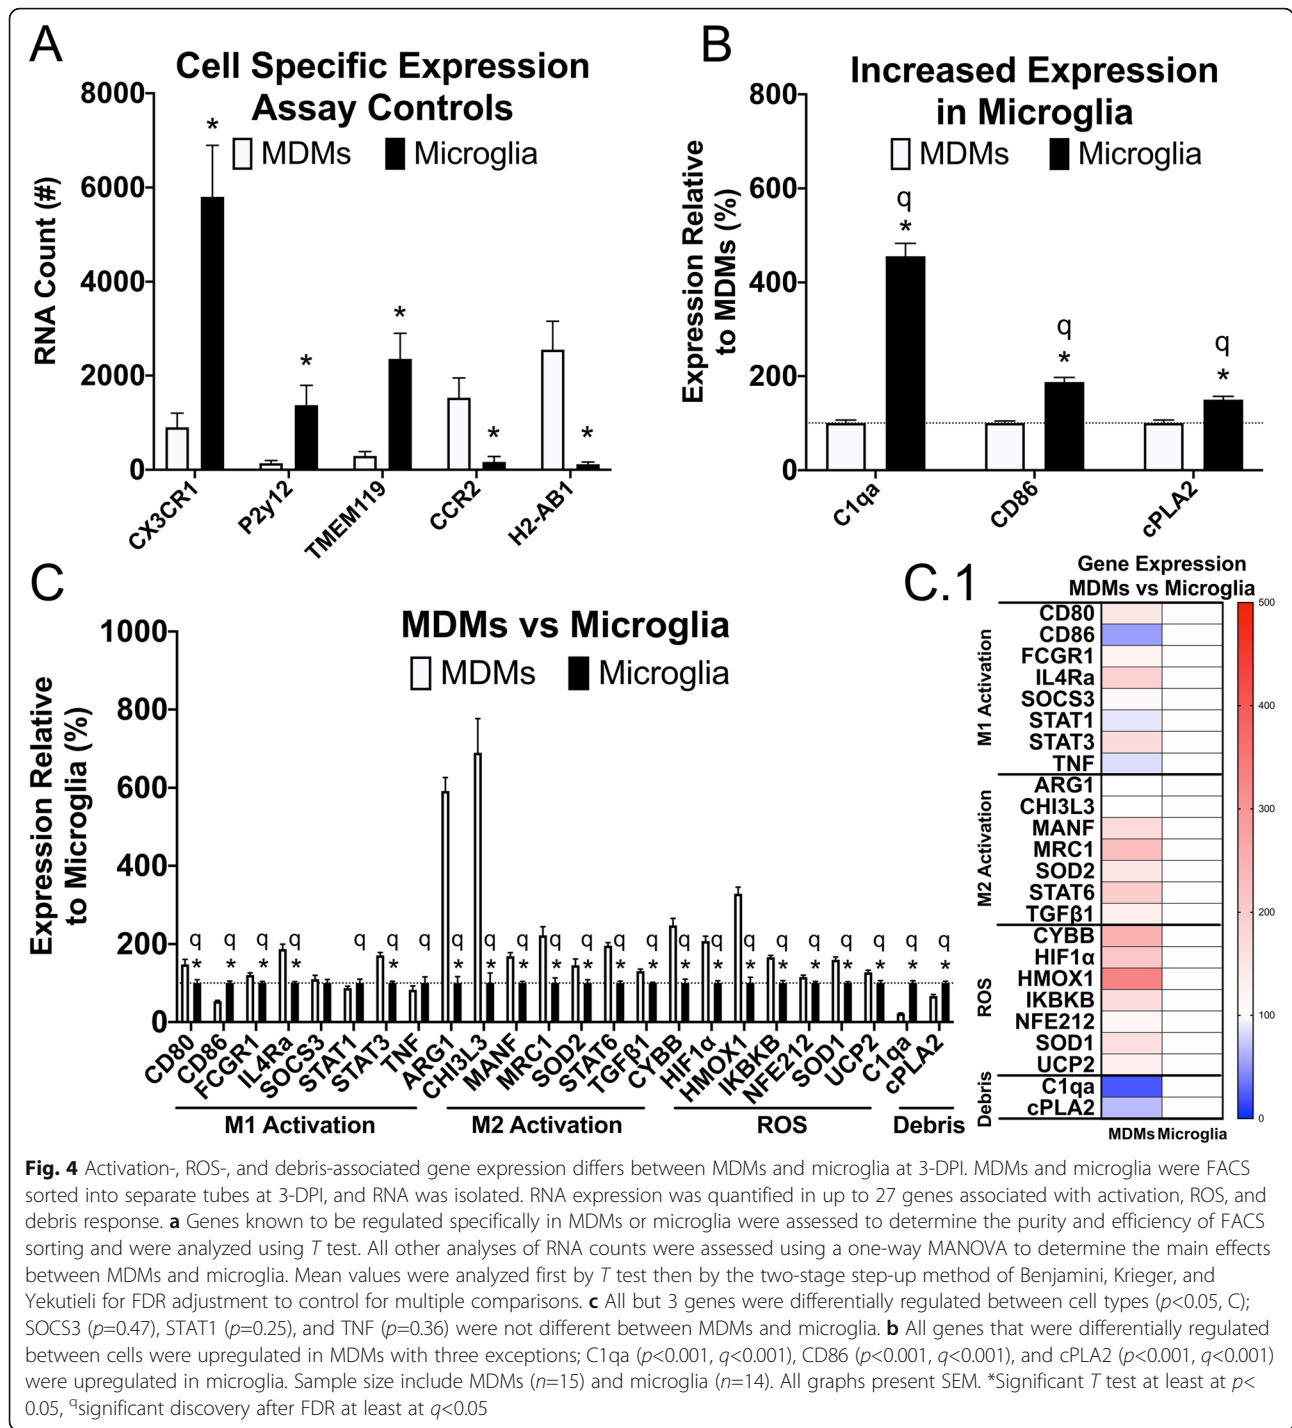 A
Cell Specific Expression
Assay Controls
MDMs Microglia
RNA Count (#)
8000
6000
4000
2000
0
* * * * *
CX3CR1 P2y12 TMEM119 CCR2 H2-AB1
B
Increased Expression
in Microglia
MDMs Microglia
Expression Relative
to MDMs (%)
800
600
400
200
0
q q q
* * *
C1qa CD86 cPLA2
C
MDMs vs Microglia
MDMs Microglia
Expression Relative
to Microglia (%)
1000
800
600
400
200
0
q q q q q q q q q q q q q q q q q q q q q q q
* * * * * * * * * * * * * * * * * * * * *
CD80 CD86 FCGR1 IL4Ra SOCS3 STAT1 STAT3 TNF ARG1 CHI3L3 MANF MRC1 SOD2 STAT6 TGFβ1 CYBB HIF1α HMOX1 IKBKB NFE212 SOD1 UCP2 C1qa cPLA2
M1 Activation M2 Activation ROS Debris
C.1
Gene Expression
MDMs vs Microglia
M1 Activation
CD80
CD86
FCGR1
IL4Ra
SOCS3
STAT1
STAT3
TNF
M2 Activation
ARG1
CHI3L3
MANF
MRC1
SOD2
STAT6
TGFβ1
ROS
CYBB
HIF1α
HMOX1
IKBKB
NFE212
SOD1
UCP2
Debris
C1qa
cPLA2
MDMs Microglia
500
400
300
200
100
0
Fig. 4 Activation-, ROS-, and debris-associated gene expression differs between MDMs and microglia at 3-DPI. MDMs and microglia were FACS
sorted into separate tubes at 3-DPI, and RNA was isolated. RNA expression was quantified in up to 27 genes associated with activation, ROS, and
debris response. a Genes known to be regulated specifically in MDMs or microglia were assessed to determine the purity and efficiency of FACS
sorting and were analyzed using T test. All other analyses of RNA counts were assessed using a one-way MANOVA to determine the main effects
between MDMs and microglia. Mean values were analyzed first by T test then by the two-stage step-up method of Benjamini, Krieger, and
Yekutieli for FDR adjustment to control for multiple comparisons. c All but 3 genes were differentially regulated between cell types (p<0.05, C);
SOCS3 (p=0.47), STAT1 (p=0.25), and TNF (p=0.36) were not different between MDMs and microglia. b All genes that were differentially regulated
between cells were upregulated in MDMs with three exceptions; C1qa (p<0.001, q<0.001), CD86 (p<0.001, q<0.001), and cPLA2 (p<0.001, q<0.001)
were upregulated in microglia. Sample size include MDMs (n=15) and microglia (n=14). All graphs present SEM. *Significant T test at least at p<
0.05, qsignificant discovery after FDR at least at q<0.05